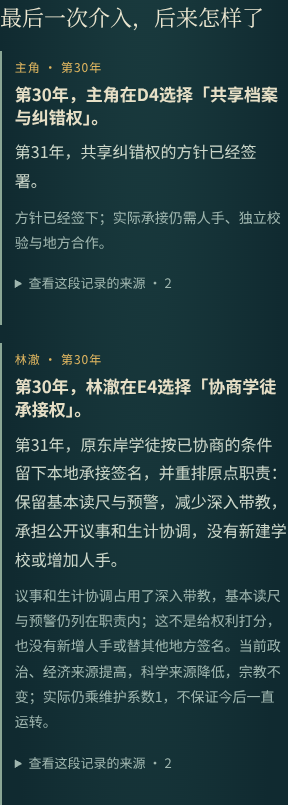 最后一次介入，后来怎样了
主角 · 第30年
第30年，主角在D4选择「共享档案
与纠错权」。
第31年，共享纠错权的方针已经签
署。
方针已经签下；实际承接仍需人手、独立校
验与地方合作。
▶ 查看这段记录的来源 · 2
林澈 · 第30年
第30年，林澈在E4选择「协商学徒
承接权」。
第31年，原东岸学徒按已协商的条件
留下本地承接签名，并重排原点职责：
保留基本读尺与预警，减少深入带教，
承担公开议事和生计协调，没有新建学
校或增加人手。
议事和生计协调占用了深入带教，基本读尺
与预警仍列在职责内；这不是给权利打分，
也没有新增人手或替其他地方签名。当前政
治、经济来源提高，科学来源降低，宗教不
变；实际仍乘维护系数1，不保证今后一直
运转。
▶ 查看这段记录的来源 · 2